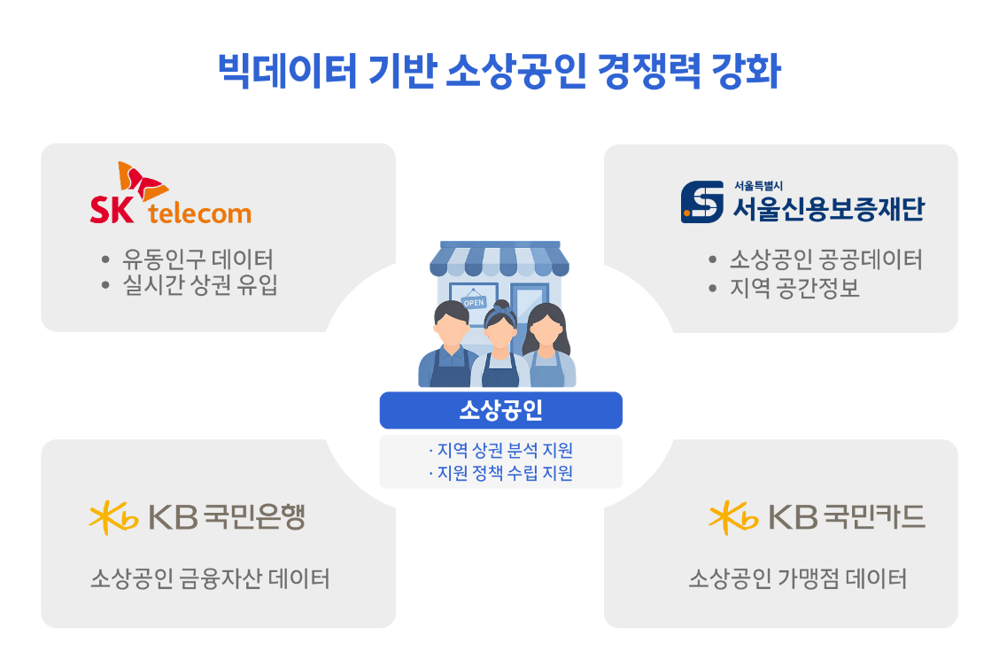 빅데이터 기반 소상공인 경쟁력 강화
SK telecom
• 유동인구 데이터
• 실시간 상권 유입
서울특별시
서울신용보증재단
• 소상공인 공공데이터
• 지역 공간정보
OPEN
소상공인
· 지역 상권 분석 지원
· 지원 정책 수립 지원
KB 국민은행
소상공인 금융자산 데이터
KB 국민카드
소상공인 가맹점 데이터